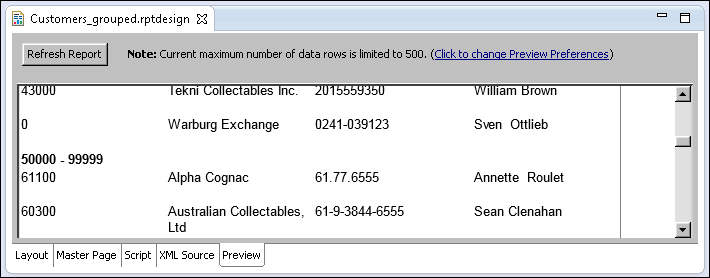 Customers_grouped.rptdesign
Refresh Report
Note: Current maximum number of data rows is limited to 500. (Click to change Preview Preferences)
43000 Tekni Collectables Inc. 2015559350 William Brown
0 Warburg Exchange 0241-039123 Sven Ottlieb
50000 - 99999
61100 Alpha Cognac 61.77.6555 Annette Roulet
60300 Australian Collectables, 61-9-3844-6555 Sean Clenahan
Ltd
Layout Master Page Script XML Source Preview